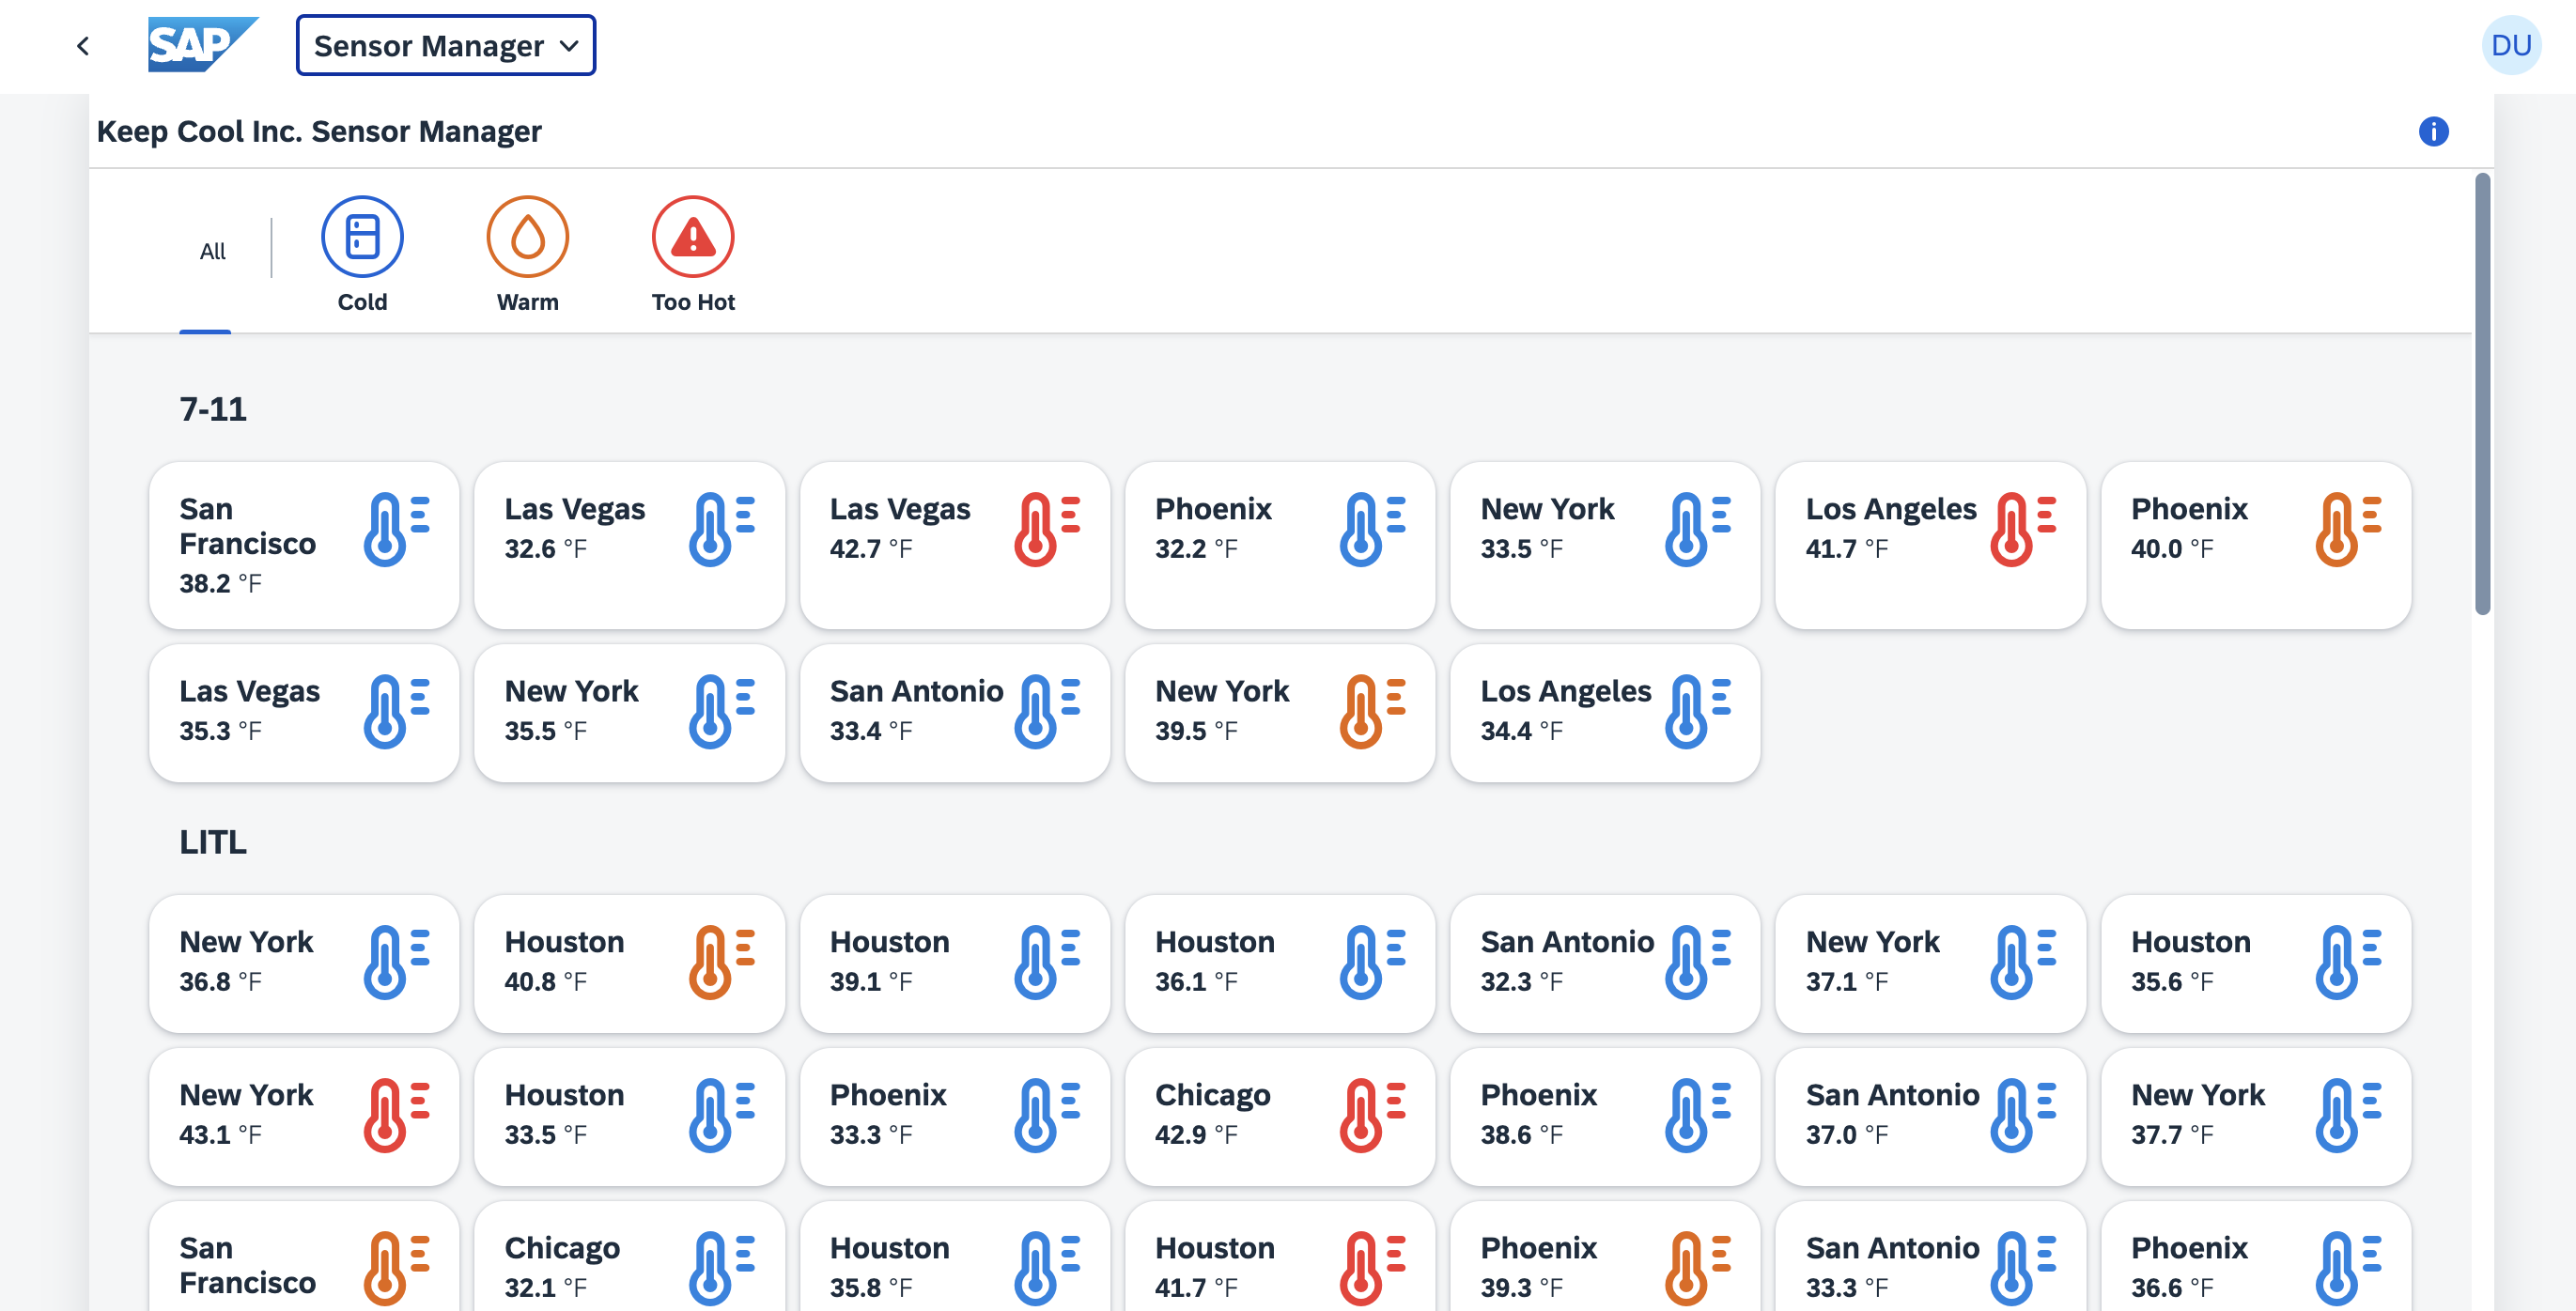 SAP
Sensor Manager
DU
Keep Cool Inc. Sensor Manager
All
Cold
Warm
Too Hot
7-11
San
Francisco
38.2 °F
Las Vegas
32.6 °F
Las Vegas
42.7 °F
Phoenix
32.2 °F
New York
33.5 °F
Los Angeles
41.7 °F
Phoenix
40.0 °F
Las Vegas
35.3 °F
New York
35.5 °F
San Antonio
33.4 °F
New York
39.5 °F
Los Angeles
34.4 °F
LITL
New York
36.8 °F
Houston
40.8 °F
Houston
39.1 °F
Houston
36.1 °F
San Antonio
32.3 °F
New York
37.1 °F
Houston
35.6 °F
New York
43.1 °F
Houston
33.5 °F
Phoenix
33.3 °F
Chicago
42.9 °F
Phoenix
38.6 °F
San Antonio
37.0 °F
New York
37.7 °F
San
Francisco
Chicago
32.1 °F
Houston
35.8 °F
Houston
41.7 °F
Phoenix
39.3 °F
San Antonio
33.3 °F
Phoenix
36.6 °F